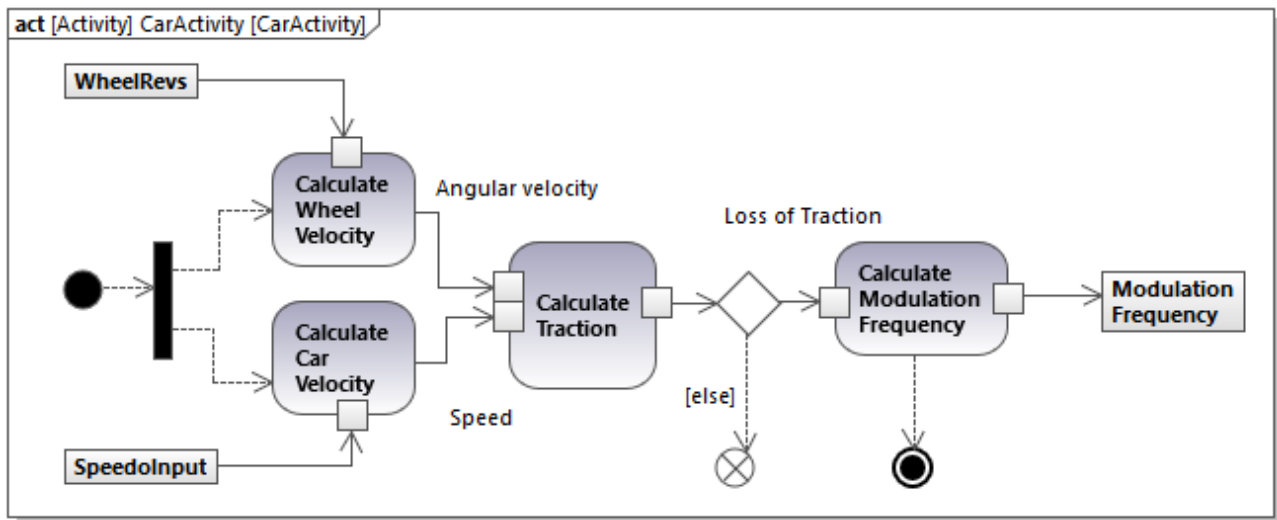 act [Activity] CarActivity [CarActivity]
WheelRevs
Calculate
Wheel
Velocity
Angular velocity
Loss of Traction
Calculate
Traction
Calculate
Modulation
Frequency
Modulation
Frequency
Calculate
Car
Velocity
[else]
Speed
SpeedoInput